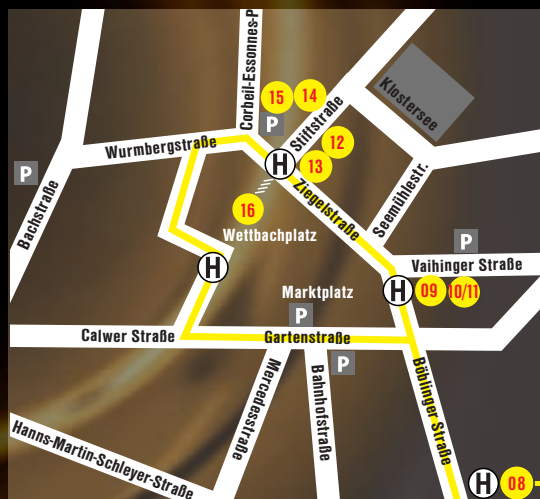 Corbeil-Essonnes-P
15
14
P
Stiftstraße
Klostersee
12
Wurmbergstraße
H
13
P
Bachstraße
16
Ziegelstraße
Seemühlestr.
Wettbachplatz
P
Vaihinger Straße
H
Marktplatz
H
09
10/11
P
Calwer Straße
Gartenstraße
P
Mercedesstraße
Bahnhofstraße
Böblinger Straße
Hanns-Martin-Schleyer-Straße
H
08